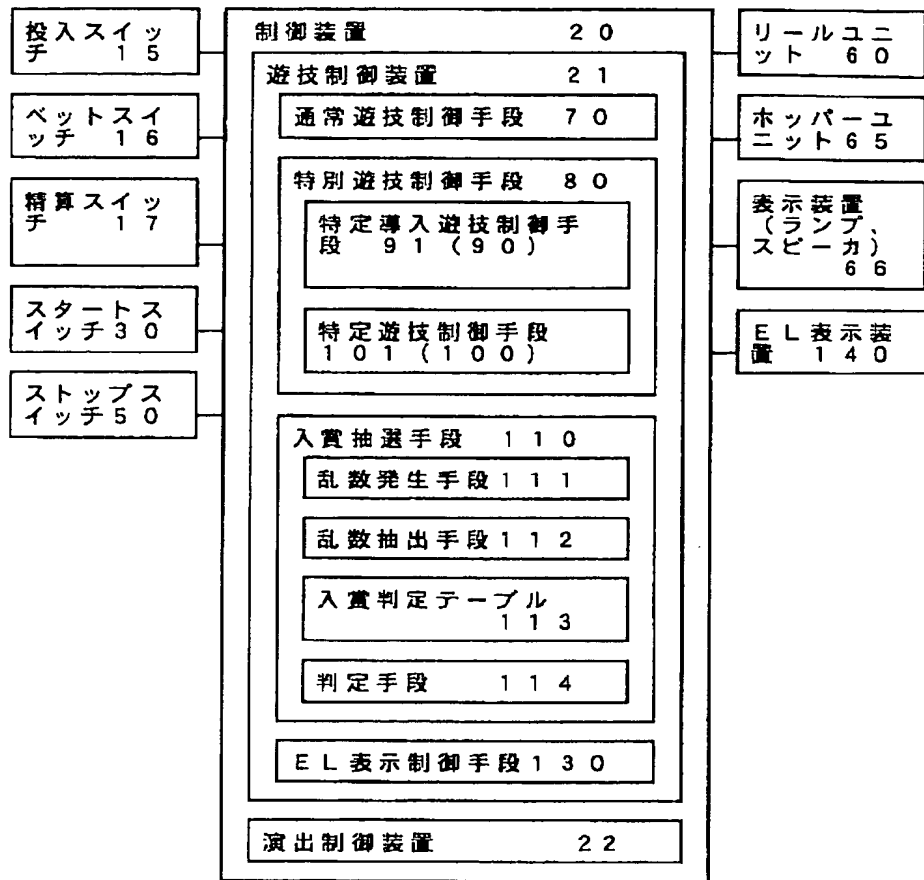 投入スイッ
チ 15
ベットスイ
ッチ 16
精算スイッ
チ 17
スタートス
イッチ30
ストップス
イッチ50
制御装置 20
遊技制御装置 21
通常遊技制御手段 70
特別遊技制御手段 80
特定導入遊技制御手
段 91(90)
特定遊技制御手段
101(100)
入賞抽選手段 110
乱数発生手段111
乱数抽出手段112
入賞判定テーブル
113
判定手段 114
EL表示制御手段130
演出制御装置 22
リールユニ
ット 60
ホッパーユ
ニット65
表示装置
(ランプ、
スピーカ)
66
EL表示装
置 140